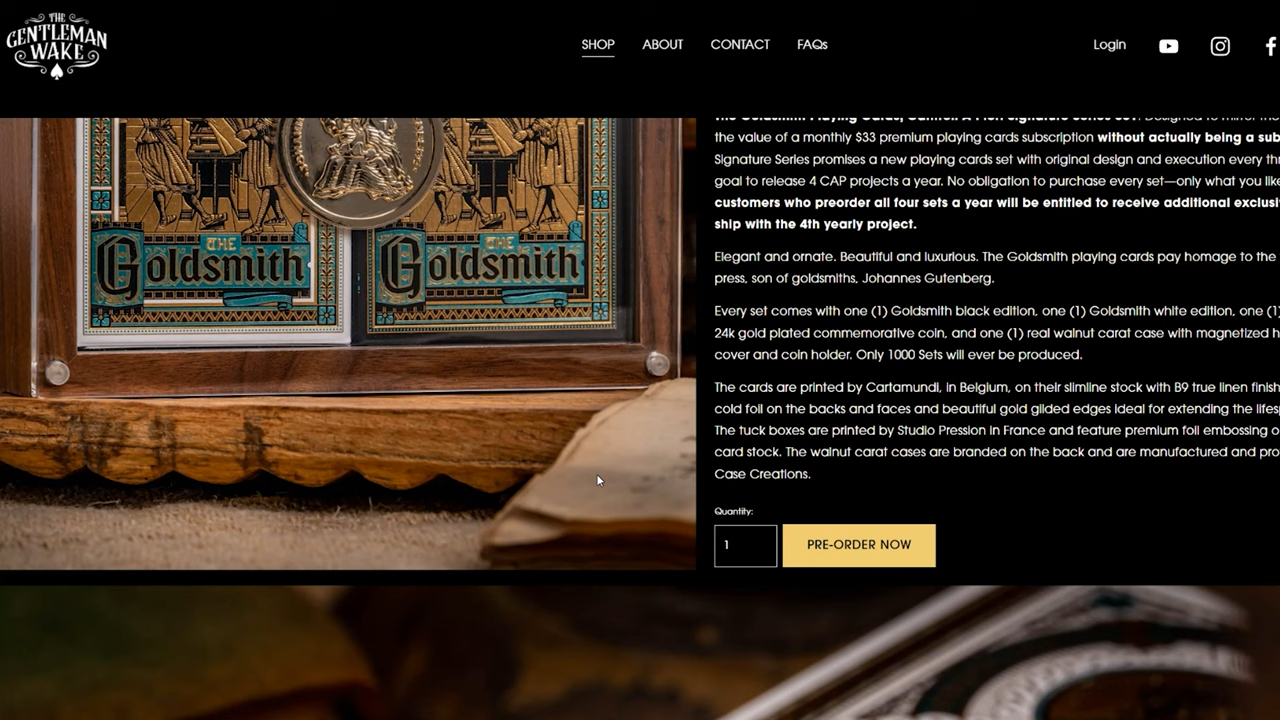 THE
GENTLEMAN
WAKE
SHOP
ABOUT
CONTACT
FAQs
Login
THE
Goldsmith
THE
Goldsmith
the value of a monthly $33 premium playing cards subscription without actually being a sub
Signature Series promises a new playing cards set with original design and execution every thr
goal to release 4 CAP projects a year. No obligation to purchase every set—only what you like
customers who preorder all four sets a year will be entitled to receive additional exclusi
ship with the 4th yearly project.
Elegant and ornate. Beautiful and luxurious. The Goldsmith playing cards pay homage to the
press, son of goldsmiths, Johannes Gutenberg.
Every set comes with one (1) Goldsmith black edition, one (1) Goldsmith white edition, one (1)
24k gold plated commemorative coin, and one (1) real walnut carat case with magnetized h
cover and coin holder. Only 1000 Sets will ever be produced.
The cards are printed by Cartamundi, in Belgium, on their slimline stock with B9 true linen finish
cold foil on the backs and faces and beautiful gold gilded edges ideal for extending the lifes
The tuck boxes are printed by Studio Pression in France and feature premium foil embossing o
card stock. The walnut carat cases are branded on the back and are manufactured and pro
Case Creations.
Quantity:
1
PRE-ORDER NOW